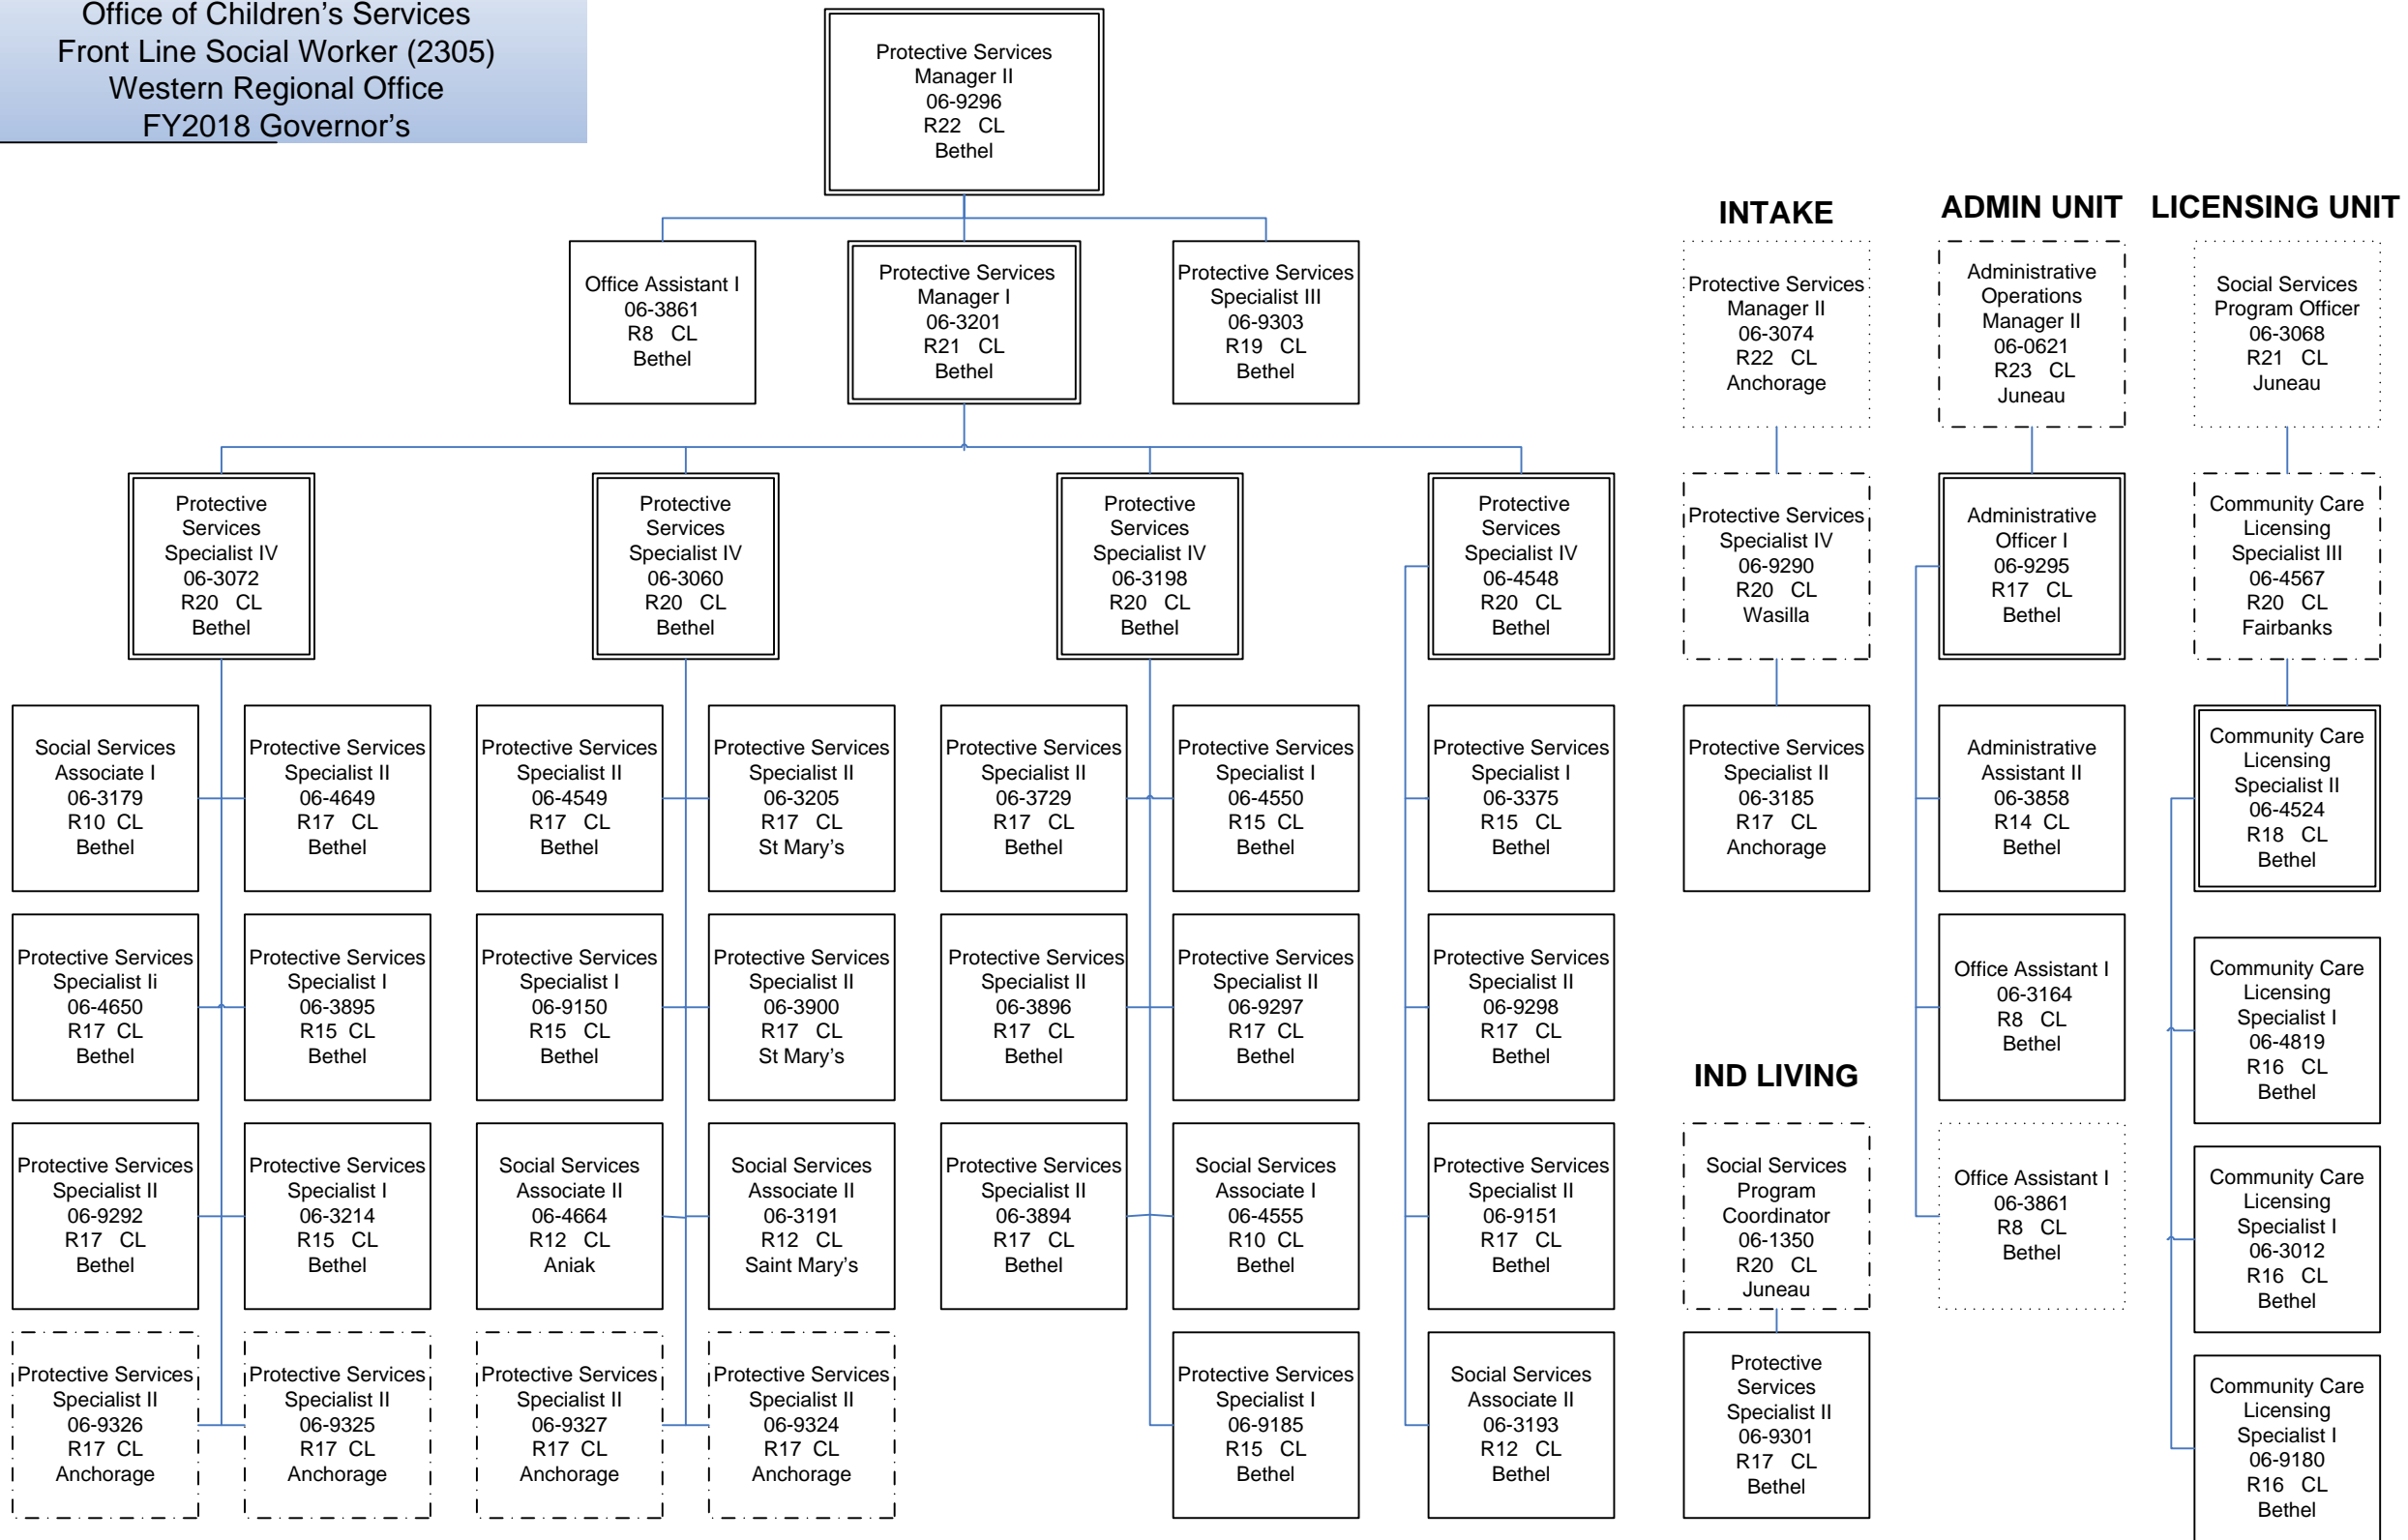 Office of Children's Services
Front Line Social Worker (2305)
Western Regional Office
FY2018 Governor's
Protective Services
Manager II
06-9296
R22 CL
Bethel
Office Assistant I
06-3861
R8 CL
Bethel
Protective Services
Manager I
06-3201
R21 CL
Bethel
Protective Services
Specialist III
06-9303
R19 CL
Bethel
Protective
Services
Specialist IV
06-3072
R20 CL
Bethel
Protective
Services
Specialist IV
06-3060
R20 CL
Bethel
Protective
Services
Specialist IV
06-3198
R20 CL
Bethel
Protective
Services
Specialist IV
06-4548
R20 CL
Bethel
Social Services
Associate I
06-3179
R10 CL
Bethel
Protective Services
Specialist II
06-4649
R17 CL
Bethel
Protective Services
Specialist II
06-4549
R17 CL
Bethel
Protective Services
Specialist II
06-3205
R17 CL
St Mary's
Protective Services
Specialist II
06-3729
R17 CL
Bethel
Protective Services
Specialist I
06-4550
R15 CL
Bethel
Protective Services
Specialist I
06-3375
R15 CL
Bethel
Protective Services
Specialist Ii
06-4650
R17 CL
Bethel
Protective Services
Specialist I
06-3895
R15 CL
Bethel
Protective Services
Specialist I
06-9150
R15 CL
Bethel
Protective Services
Specialist II
06-3900
R17 CL
St Mary's
Protective Services
Specialist II
06-3896
R17 CL
Bethel
Protective Services
Specialist II
06-9297
R17 CL
Bethel
Protective Services
Specialist II
06-9298
R17 CL
Bethel
Protective Services
Specialist II
06-9292
R17 CL
Bethel
Protective Services
Specialist I
06-3214
R15 CL
Bethel
Social Services
Associate II
06-4664
R12 CL
Aniak
Social Services
Associate II
06-3191
R12 CL
Saint Mary's
Protective Services
Specialist II
06-3894
R17 CL
Bethel
Social Services
Associate I
06-4555
R10 CL
Bethel
Protective Services
Specialist II
06-9151
R17 CL
Bethel
Protective Services
Specialist II
06-9326
R17 CL
Anchorage
Protective Services
Specialist II
06-9325
R17 CL
Anchorage
Protective Services
Specialist II
06-9327
R17 CL
Anchorage
Protective Services
Specialist II
06-9324
R17 CL
Anchorage
Protective Services
Specialist I
06-9185
R15 CL
Bethel
Social Services
Associate II
06-3193
R12 CL
Bethel
INTAKE
Protective Services
Manager II
06-3074
R22 CL
Anchorage
Protective Services
Specialist IV
06-9290
R20 CL
Wasilla
Protective Services
Specialist II
06-3185
R17 CL
Anchorage
IND LIVING
Social Services
Program
Coordinator
06-1350
R20 CL
Juneau
Protective
Services
Specialist II
06-9301
R17 CL
Bethel
ADMIN UNIT
Administrative
Operations
Manager II
06-0621
R23 CL
Juneau
Administrative
Officer I
06-9295
R17 CL
Bethel
Administrative
Assistant II
06-3858
R14 CL
Bethel
Office Assistant I
06-3164
R8 CL
Bethel
Office Assistant I
06-3861
R8 CL
Bethel
LICENSING UNIT
Social Services
Program Officer
06-3068
R21 CL
Juneau
Community Care
Licensing
Specialist III
06-4567
R20 CL
Fairbanks
Community Care
Licensing
Specialist II
06-4524
R18 CL
Bethel
Community Care
Licensing
Specialist I
06-4819
R16 CL
Bethel
Community Care
Licensing
Specialist I
06-3012
R16 CL
Bethel
Community Care
Licensing
Specialist I
06-9180
R16 CL
Bethel